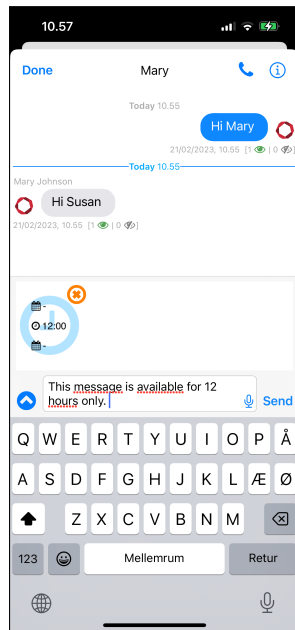 10.57
Done Mary
Today 10.55
Hi Mary
21/02/2023, 10.55 [1 | 0 ]
Today 10.55
Mary Johnson
Hi Susan
21/02/2023, 10.55 [1 | 0 ]
-
12:00
-
This message is available for 12
hours only.
Send
Q W E R T Y U I O P Å
A S D F G H J K L Æ Ø
Z X C V B N M
123 Mellemrum Retur